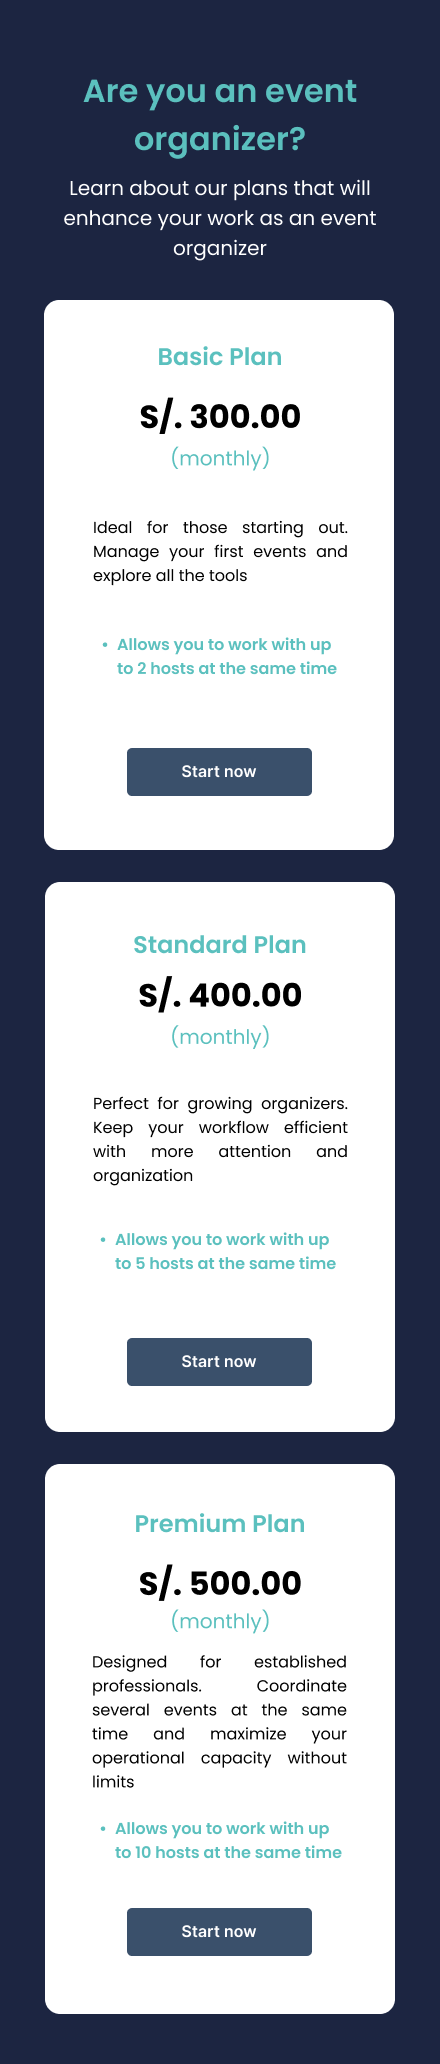 Are you an event
organizer?
Learn about our plans that will
enhance your work as an event
organizer
Basic Plan
S/. 300.00
(monthly)
Ideal for those starting out.
Manage your first events and
explore all the tools
• Allows you to work with up
to 2 hosts at the same time
Start now
Standard Plan
S/. 400.00
(monthly)
Perfect for growing organizers.
Keep your workflow efficient
with more attention and
organization
• Allows you to work with up
to 5 hosts at the same time
Start now
Premium Plan
S/. 500.00
(monthly)
Designed for established
professionals. Coordinate
several events at the same
time and maximize your
operational capacity without
limits
• Allows you to work with up
to 10 hosts at the same time
Start now